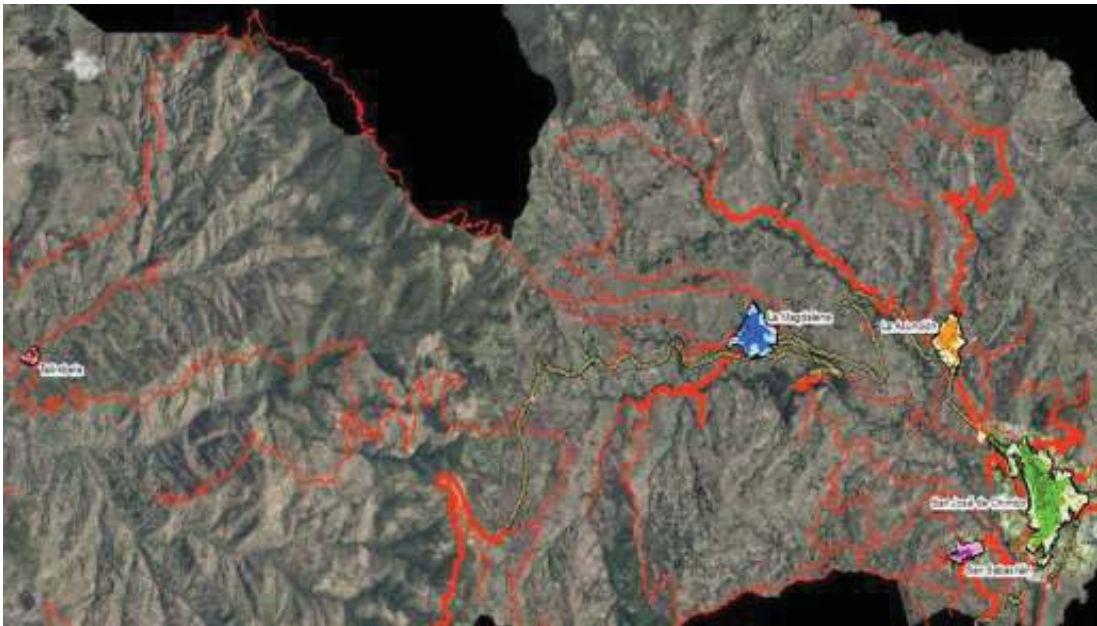 La Magdalena
La Asunción
Telimbela
San José de Chimbo
San Sebastián